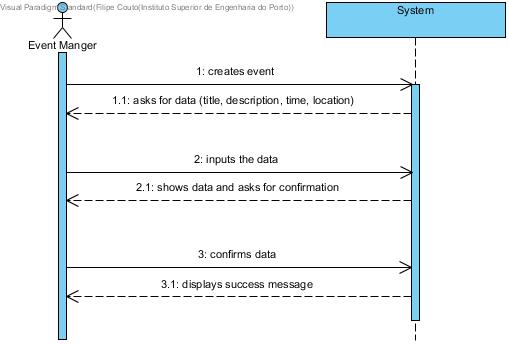 Visual Paradigm Standard(Filipe Couto(Instituto Superior de Engenharia do Porto))
System
Event Manger
1: creates event
1.1: asks for data (title, description, time, location)
2: inputs the data
2.1: shows data and asks for confirmation
3: confirms data
3.1: displays success message